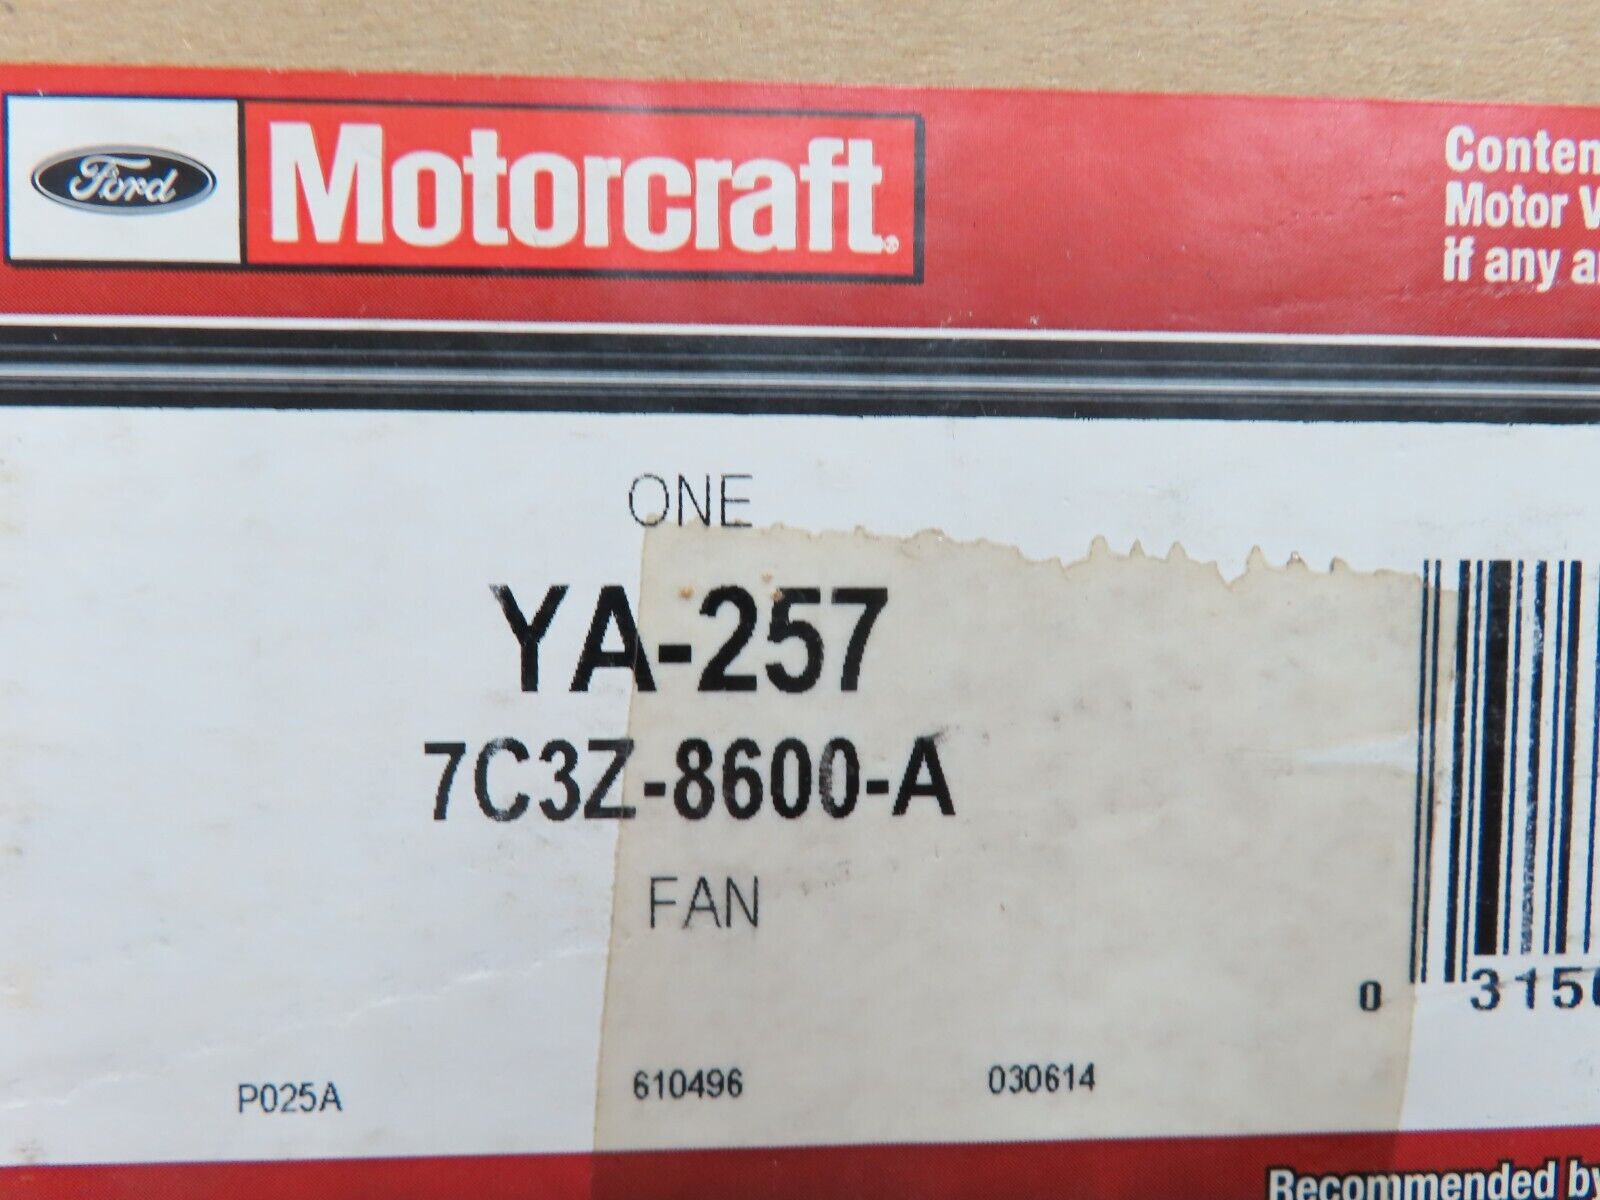 Ford
Motorcraft
Conten
Motor V
If any a
ONE
YA-257
7C3Z-8600-A
FAN
0 315
P025A 610496 030614
Recommended by